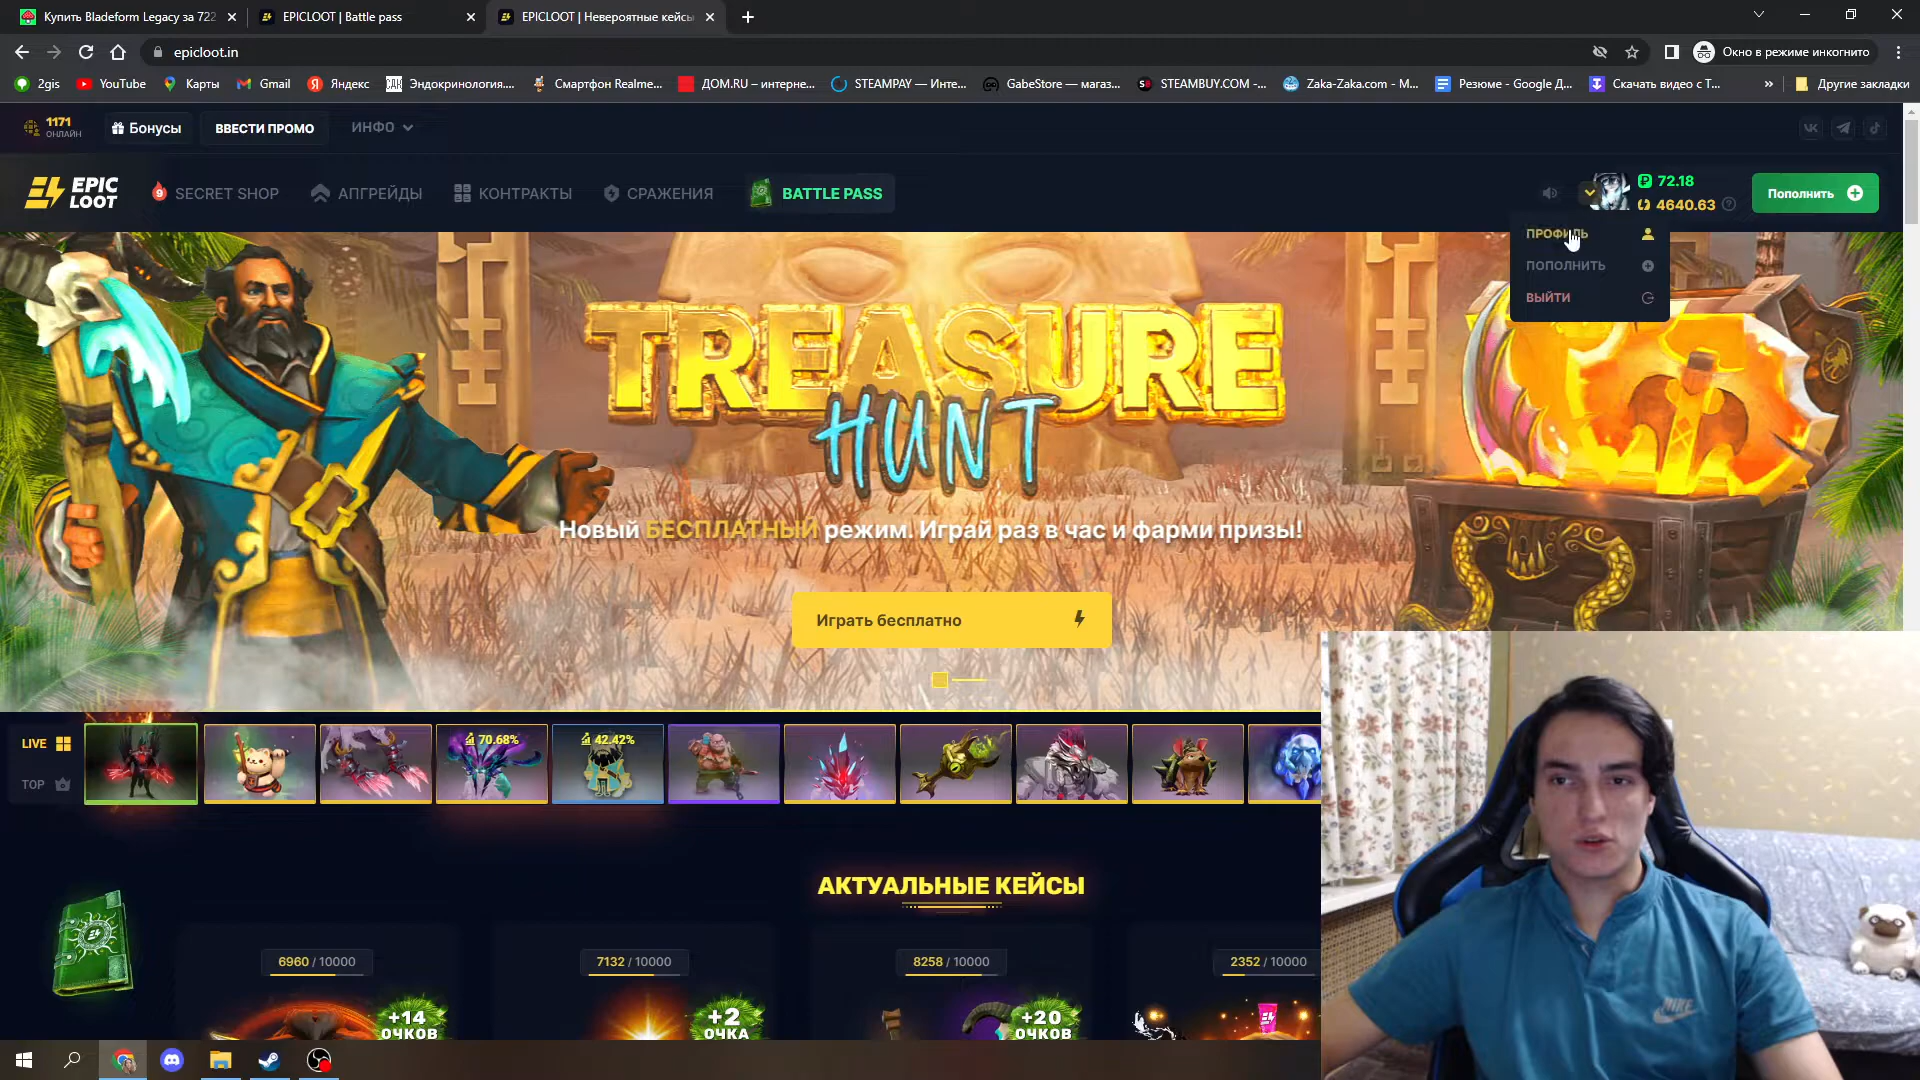 Купить Bladeform Legacy за 722
EPICLOOT | Battle pass
EPICLOOT | Невероятные кейсы
epicloot.in
Окно в режиме инкогнито
2gis
YouTube
Карты
Gmail
Яндекс
Эндокринология....
Смартфон Realme...
ДОМ.RU – интерне...
STEAMPAY — Инте...
GabeStore — магаз...
STEAMBUY.COM -...
Zaka-Zaka.com - М...
Резюме - Google Д...
Скачать видео с Т...
»
Другие закладки
1171
ОНЛАЙН
Бонусы
ВВЕСТИ ПРОМО
ИНФО
EPIC
LOOT
9
SECRET SHOP
АПГРЕЙДЫ
КОНТРАКТЫ
СРАЖЕНИЯ
BATTLE PASS
72.18
4640.63
Пополнить
ПРОФИЛЬ
ПОПОЛНИТЬ
ВЫЙТИ
TREASURE
HUNT
Новый БЕСПЛАТНЫЙ режим. Играй раз в час и фарми призы!
Играть бесплатно
LIVE
TOP
70.68%
42.42%
АКТУАЛЬНЫЕ КЕЙСЫ
6960 / 10000
7132 / 10000
8258 / 10000
2352 / 10000
+14
ОЧКОВ
+2
ОЧКА
+20
ОЧКОВ
NIKE